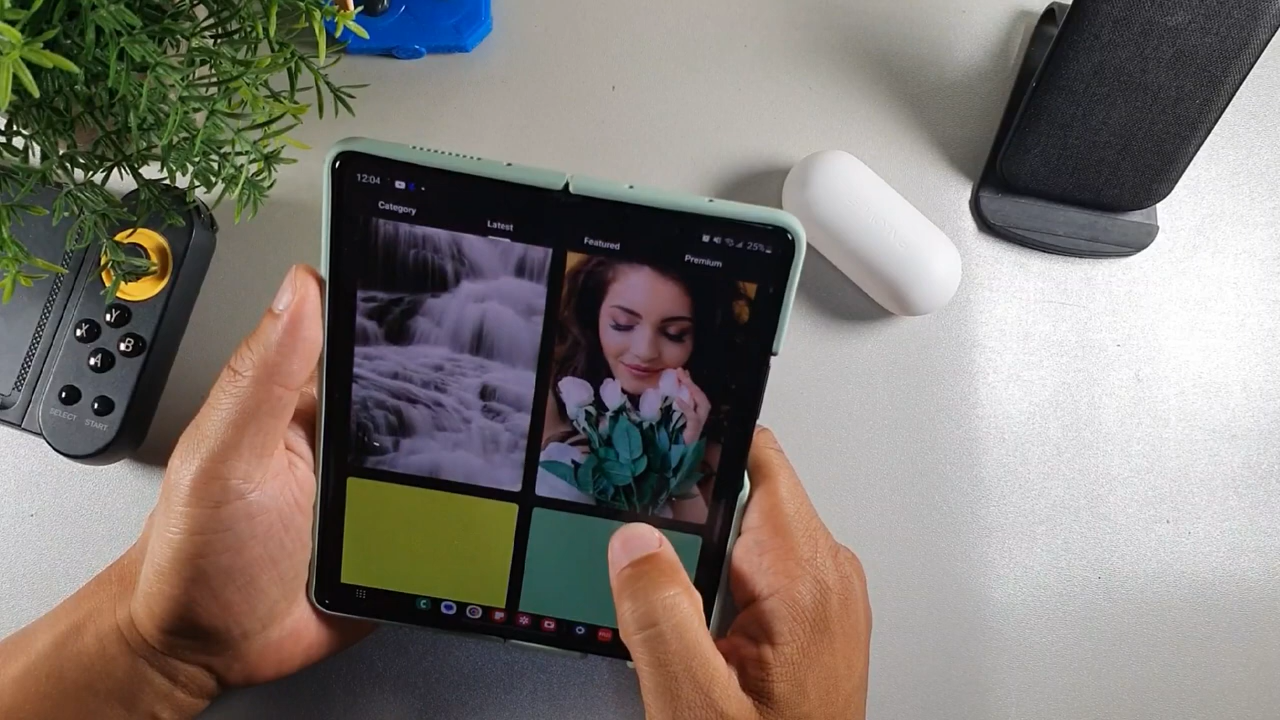 12:04
25%
Category
Latest
Featured
Premium
Y
X
B
A
SELECT
START